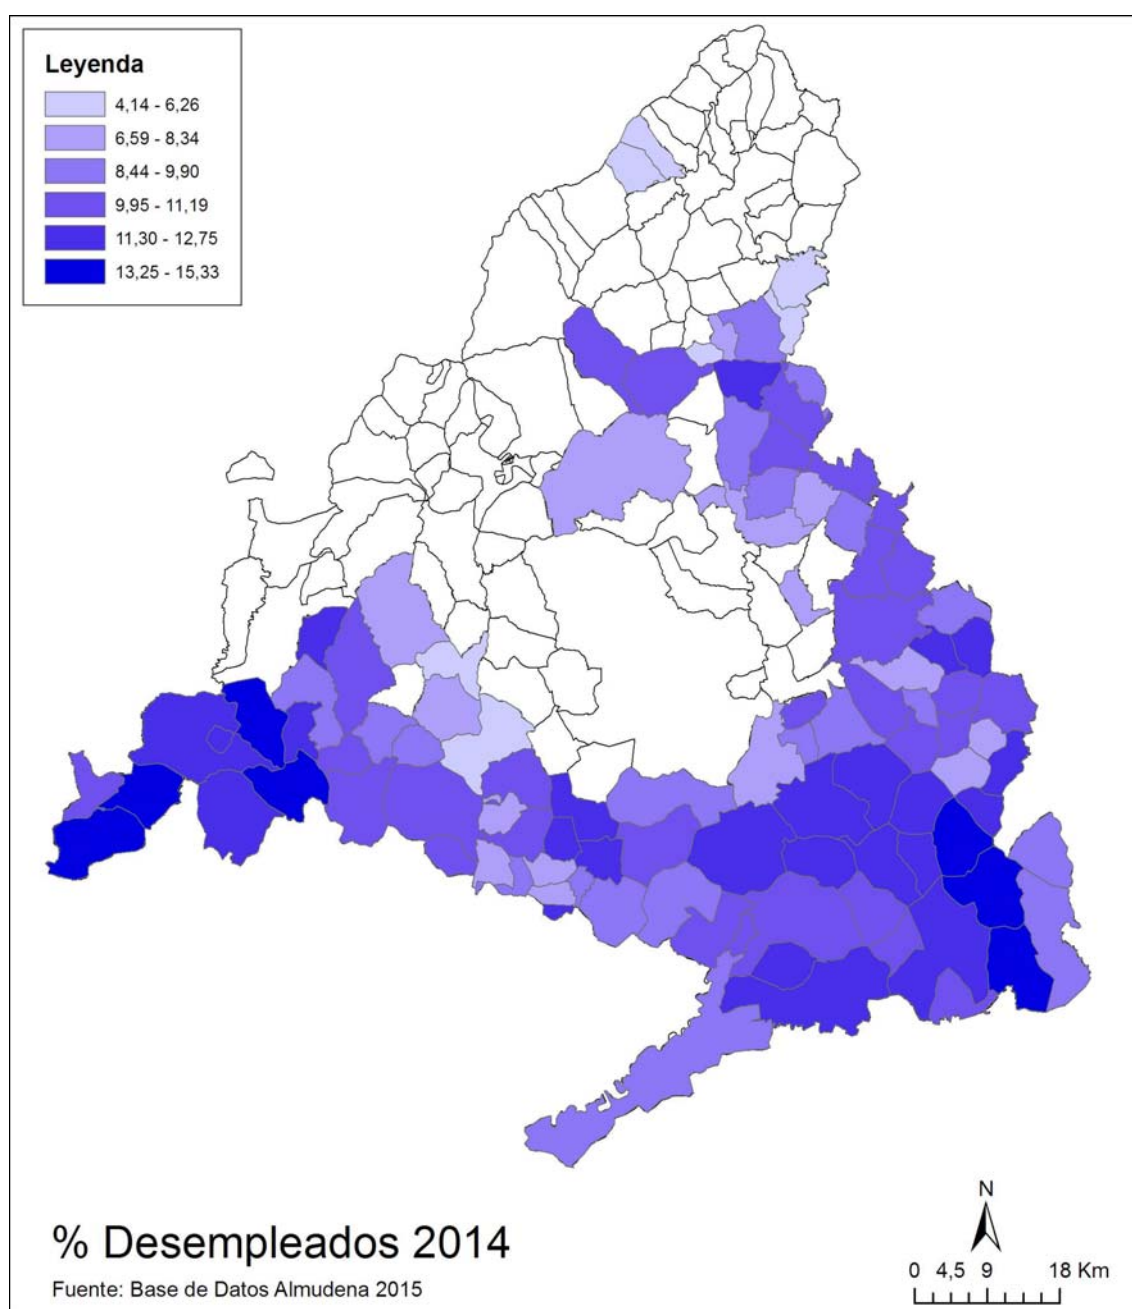 Leyenda
4,14 - 6,26
6,59 - 8,34
8,44 - 9,90
9,95 - 11,19
11,30 - 12,75
13,25 - 15,33
% Desempleados 2014
Fuente: Base de Datos Almudena 2015
N
0 4,5 9 18 Km